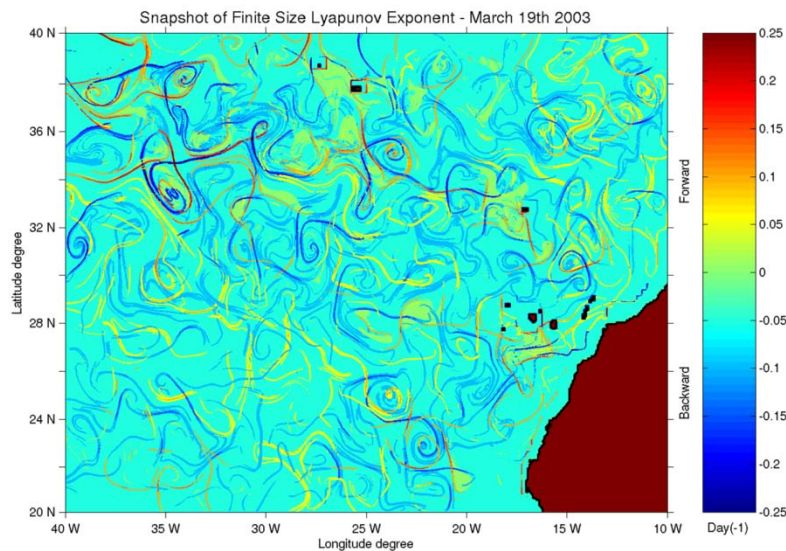 Snapshot of Finite Size Lyapunov Exponent - March 19th 2003
40 N
36 N
32 N
28 N
24 N
20 N
Latitude degree
40 W
35 W
30 W
25 W
20 W
15 W
10 W
Longitude degree
Forward
Backward
0.25
0.2
0.15
0.1
0.05
0
-0.05
-0.1
-0.15
-0.2
-0.25
Day(-1)